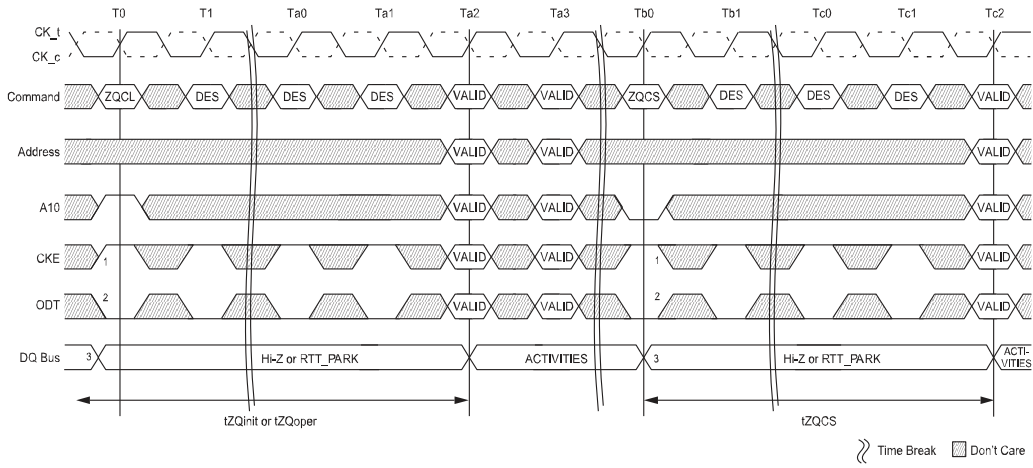 T0 T1 Ta0 Ta1 Ta2 Ta3 Tb0 Tb1 Tc0 Tc1 Tc2
CK_t
CK_c
Command ZQCL DES DES DES VALID VALID ZQCS DES DES DES VALID
Address VALID VALID VALID
A10 VALID VALID VALID
CKE 1 VALID VALID 1 VALID
ODT 2 VALID VALID 2 VALID
DQ Bus 3 Hi-Z or RTT_PARK ACTIVITIES 3 Hi-Z or RTT_PARK ACTI-
VITIES
tZQinit or tZQoper tZQCS
Time Break Don't Care